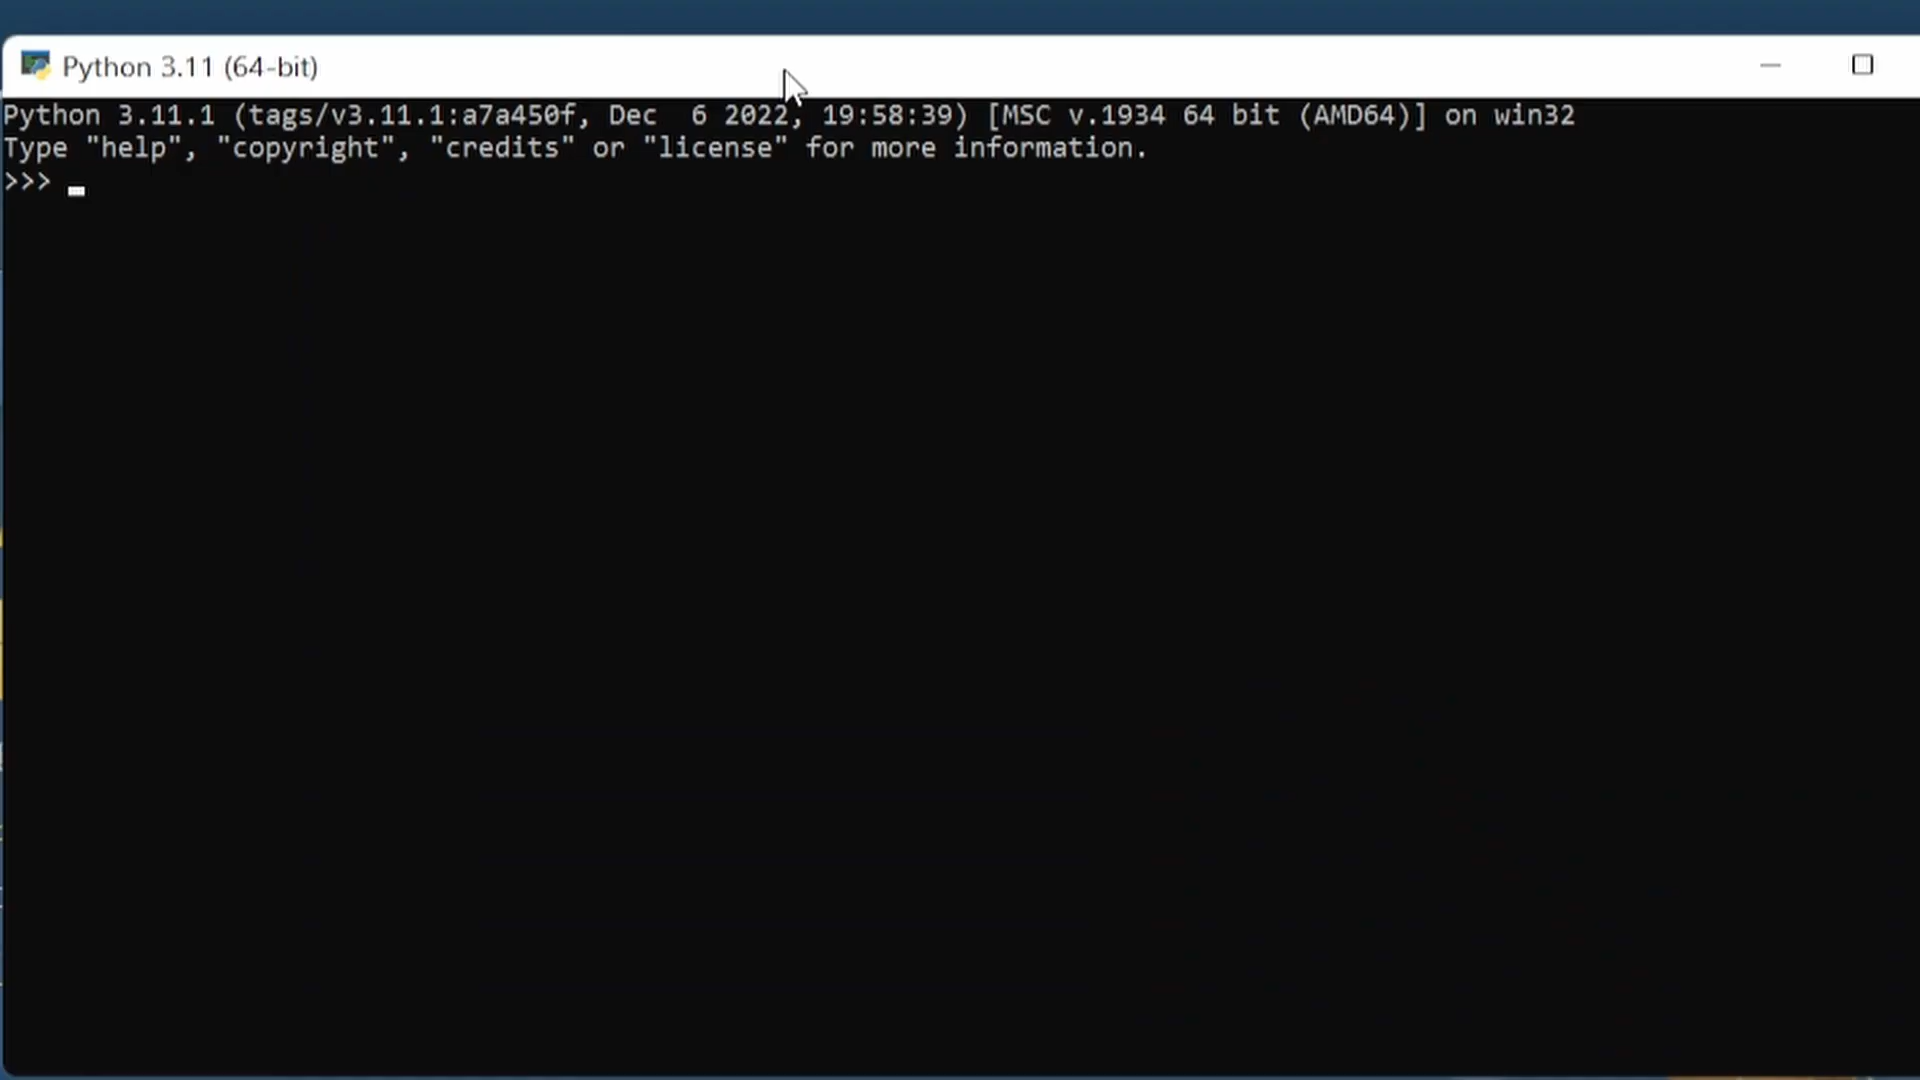 Python 3.11 (64-bit)
Python 3.11.1 (tags/v3.11.1:a7a450f, Dec  6 2022, 19:58:39) [MSC v.1934 64 bit (AMD64)] on win32
Type "help", "copyright", "credits" or "license" for more information.
>>>